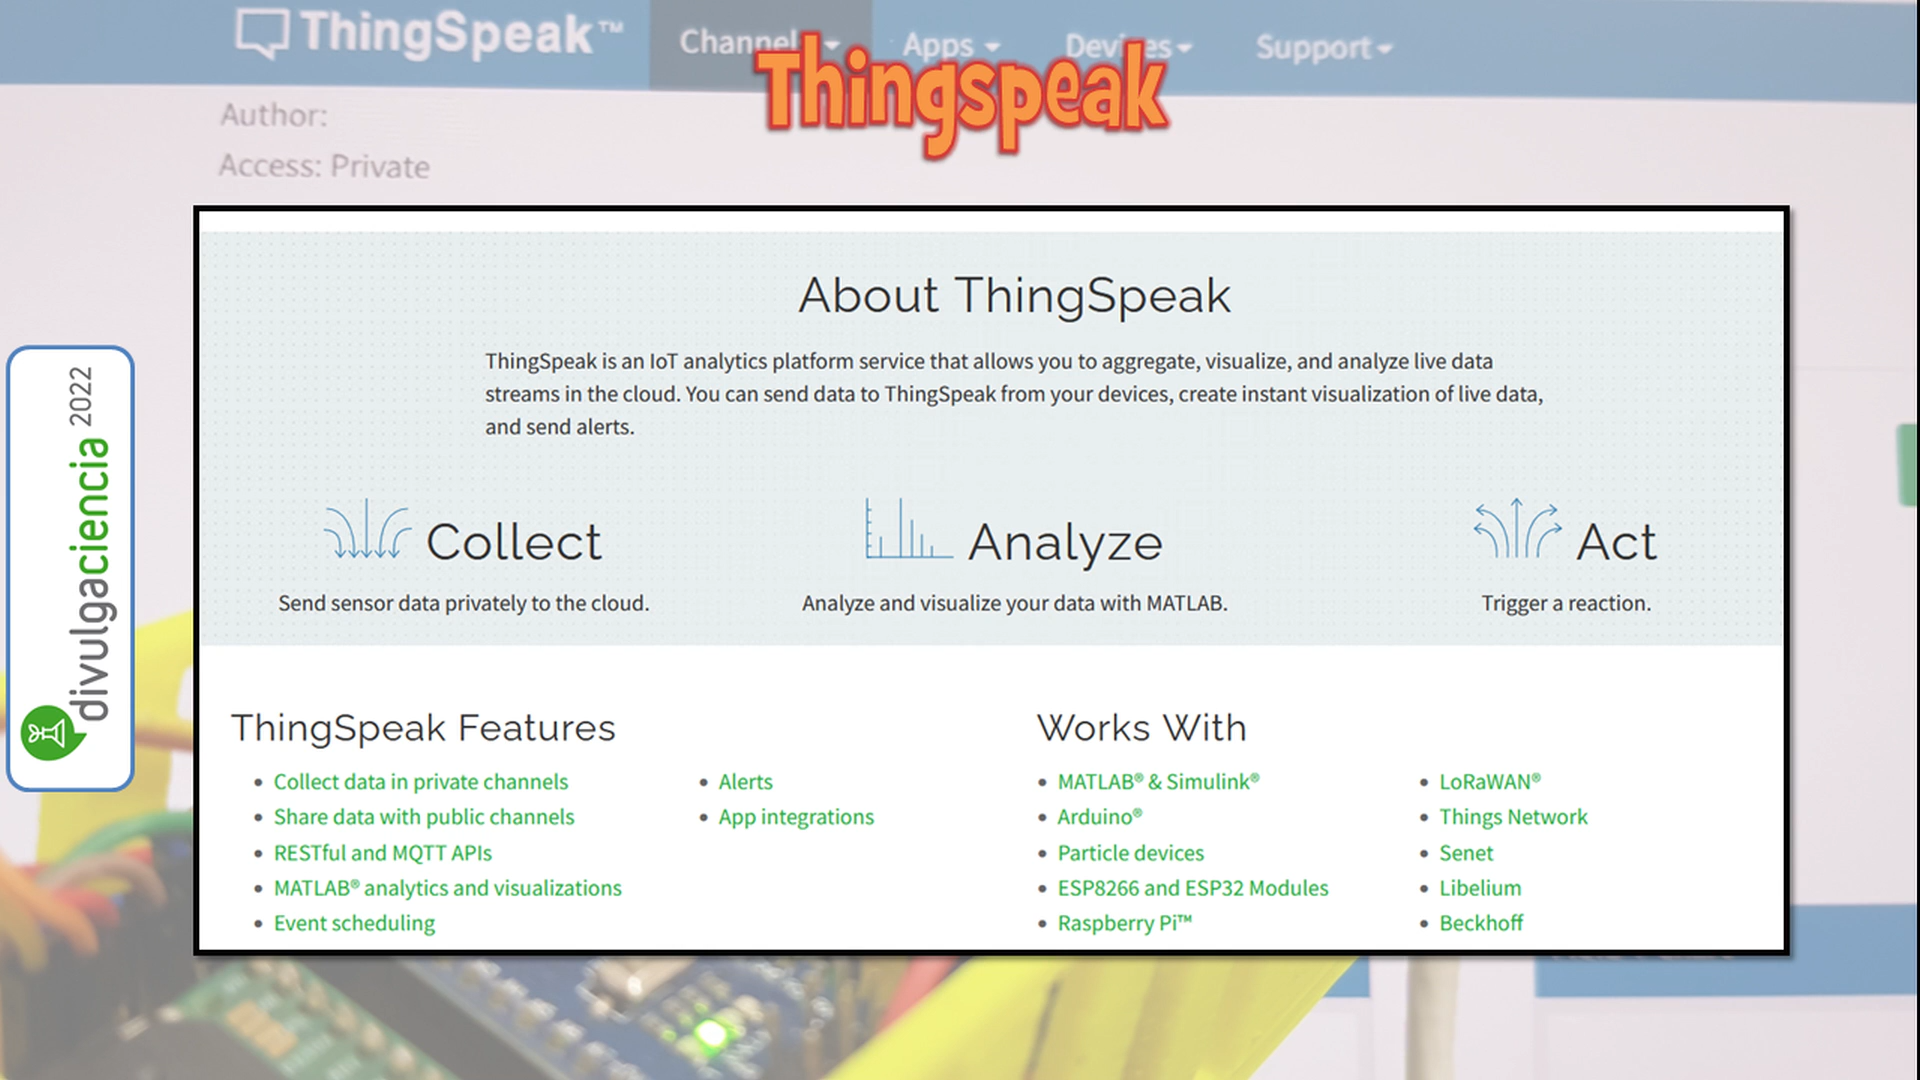 ThingSpeak™
Channels Apps Devices Support
Thingspeak
Author:
Access: Private
divulgaciencia 2022
About ThingSpeak
ThingSpeak is an IoT analytics platform service that allows you to aggregate, visualize, and analyze live data
streams in the cloud. You can send data to ThingSpeak from your devices, create instant visualization of live data,
and send alerts.
Collect
Send sensor data privately to the cloud.
Analyze
Analyze and visualize your data with MATLAB.
Act
Trigger a reaction.
ThingSpeak Features
• Collect data in private channels
• Share data with public channels
• RESTful and MQTT APIs
• MATLAB® analytics and visualizations
• Event scheduling
• Alerts
• App integrations
Works With
• MATLAB® & Simulink®
• Arduino®
• Particle devices
• ESP8266 and ESP32 Modules
• Raspberry Pi™
• LoRaWAN®
• Things Network
• Senet
• Libelium
• Beckhoff